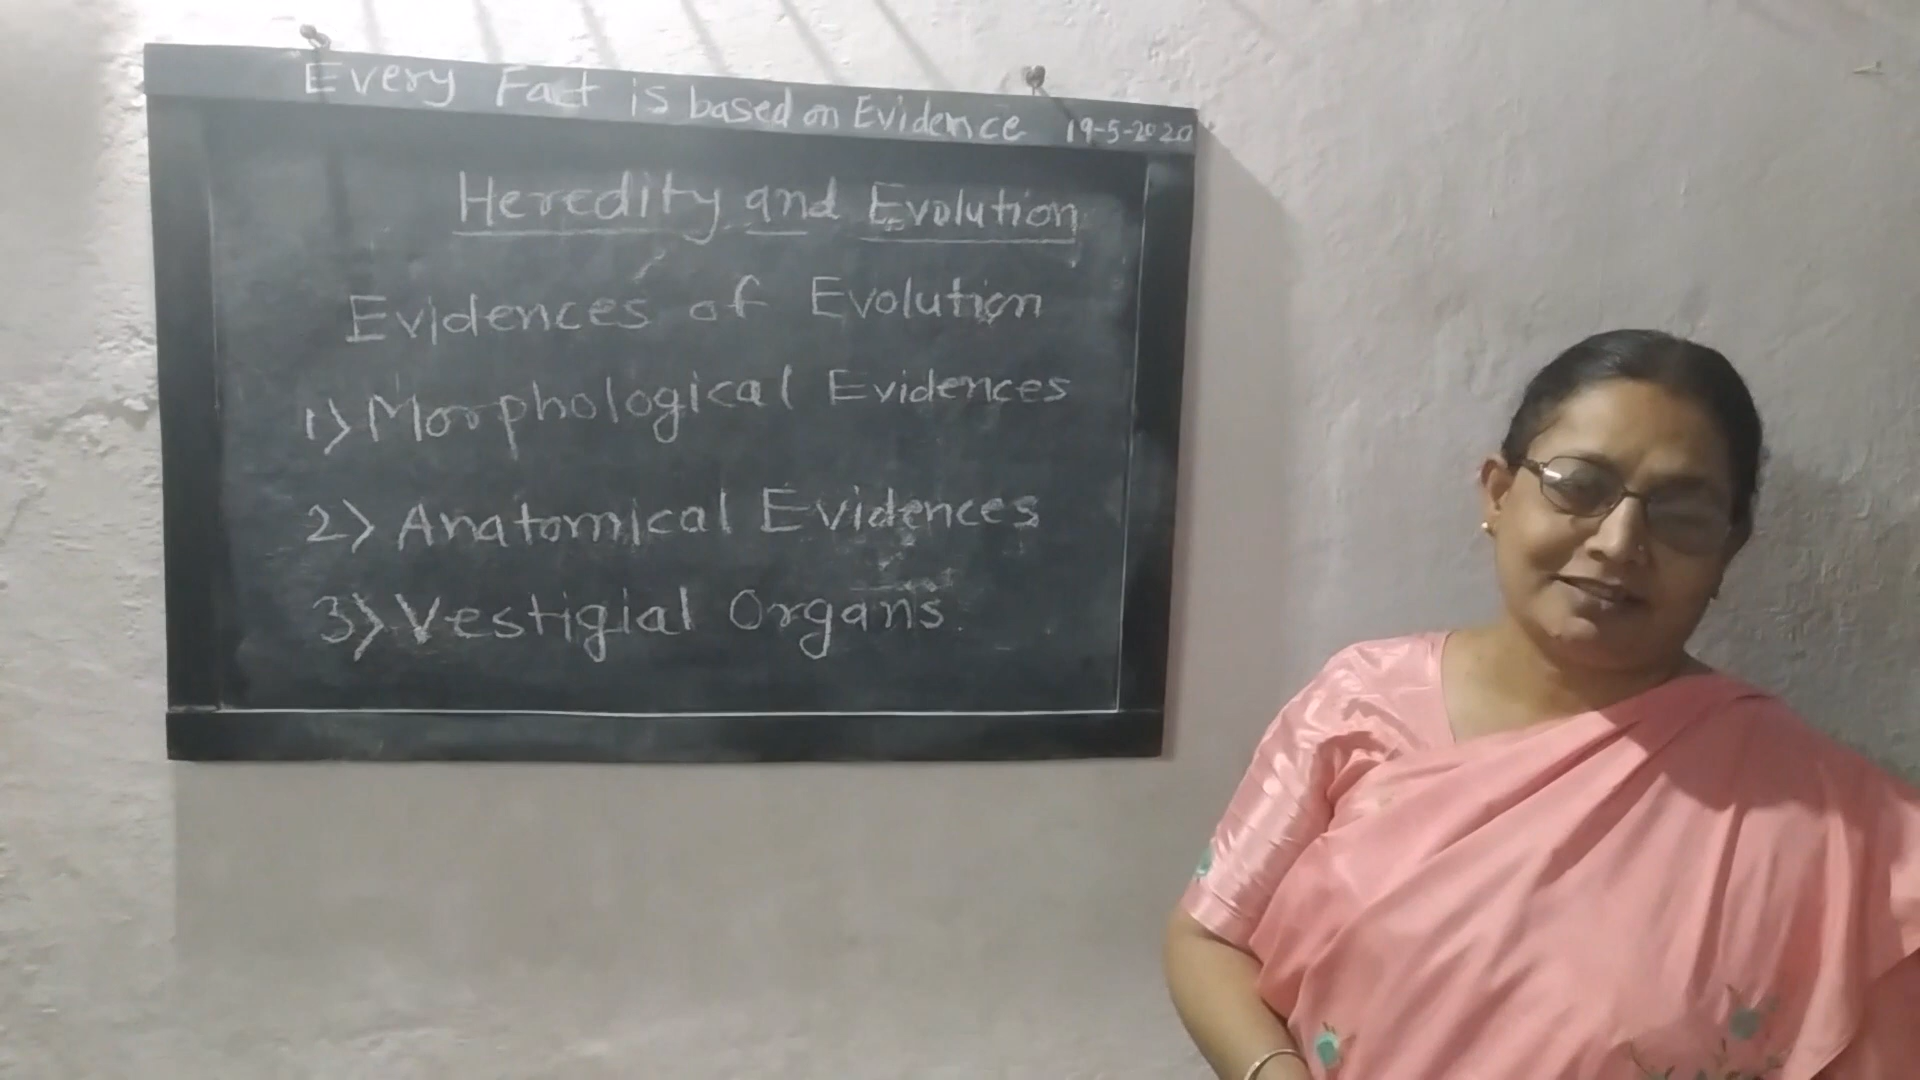 Every Fact is based on Evidence 19-5-2020
Heredity and Evolution
Evidences of Evolution
1) Morphological Evidences
2) Anatomical Evidences
3) Vestigial Organs.